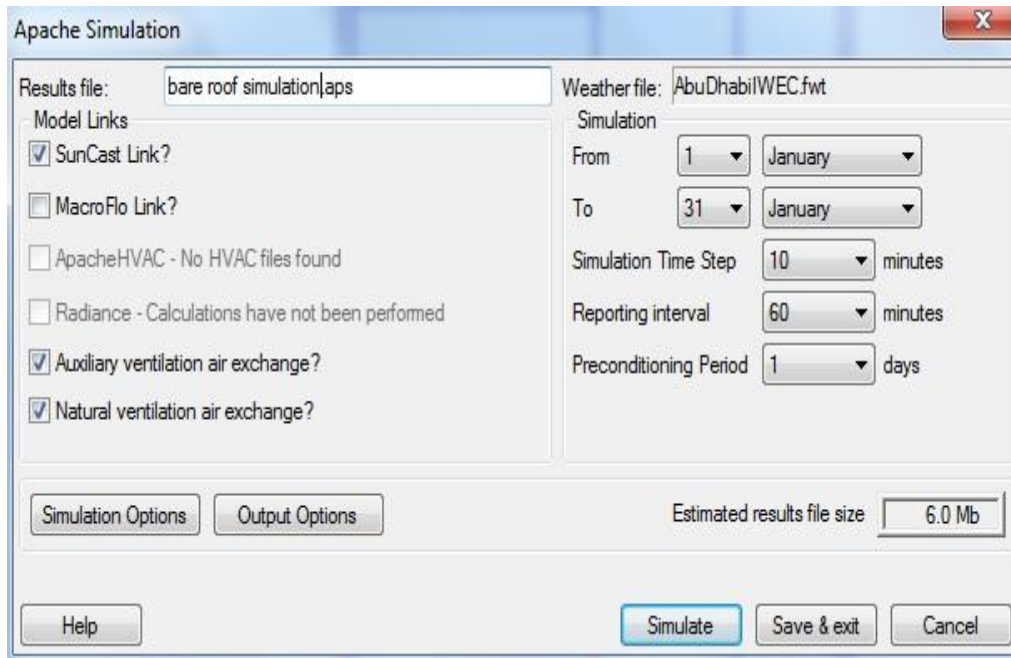 Apache Simulation
X
Results file: bare roof simulation.aps
Weather file: AbuDhabiIWEC.fwt
Model Links
SunCast Link?
MacroFlo Link?
ApacheHVAC - No HVAC files found
Radiance - Calculations have not been performed
Auxiliary ventilation air exchange?
Natural ventilation air exchange?
Simulation
From 1 January
To 31 January
Simulation Time Step 10 minutes
Reporting interval 60 minutes
Preconditioning Period 1 days
Simulation Options Output Options
Estimated results file size 6.0 Mb
Help Simulate Save & exit Cancel